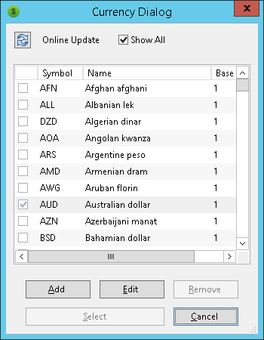 Currency Dialog
Online Update Show All
Symbol Name Base
AFN Afghan afghani 1
ALL Albanian lek 1
DZD Algerian dinar 1
AOA Angolan kwanza 1
ARS Argentine peso 1
AMD Armenian dram 1
AWG Aruban florin 1
AUD Australian dollar 1
AZN Azerbaijani manat 1
BSD Bahamian dollar 1
Add Edit Remove
Select Cancel